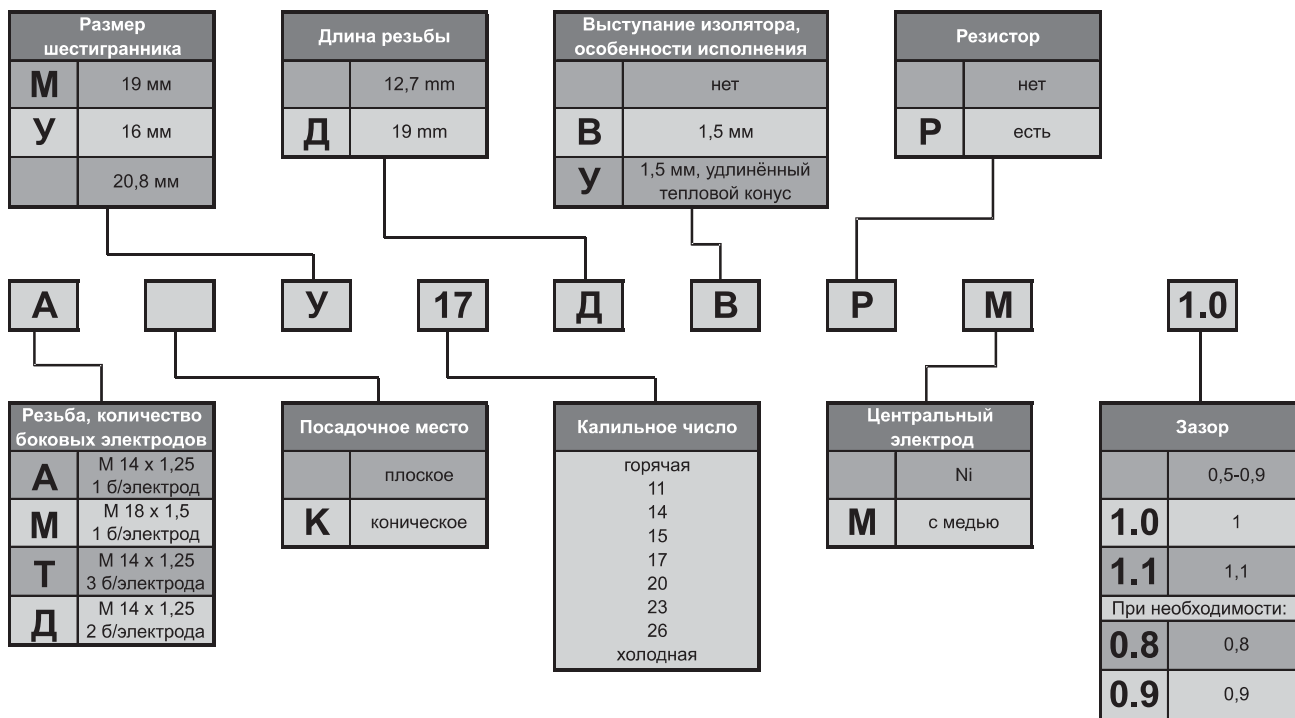 Размер
шестигранника
М 19 мм
У 16 мм
20,8 мм
Длина резьбы
12,7 mm
Д 19 mm
Выступание изолятора,
особенности исполнения
нет
В 1,5 мм
У 1,5 мм, удлинённый
тепловой конус
Резистор
нет
Р есть
А У 17 Д В Р М 1.0
Резьба, количество
боковых электродов
А М 14 х 1,25
1 б/электрод
М М 18 х 1,5
1 б/электрод
Т М 14 х 1,25
3 б/электрода
Д М 14 х 1,25
2 б/электрода
Посадочное место
плоское
К коническое
Калильное число
горячая
11
14
15
17
20
23
26
холодная
Центральный
электрод
Ni
М с медью
Зазор
0,5-0,9
1.0 1
1.1 1,1
При необходимости:
0.8 0,8
0.9 0,9